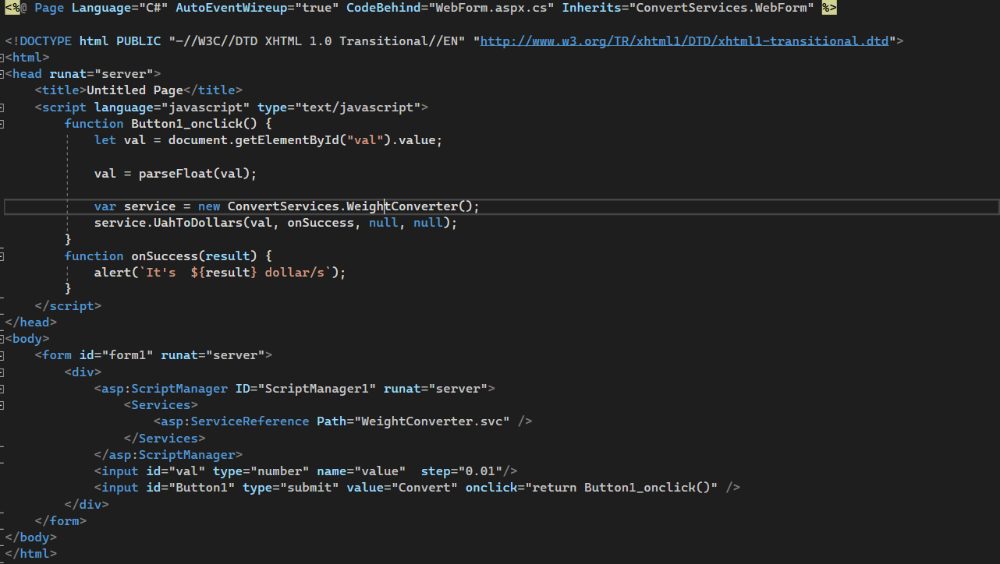 <%@ Page Language="C#" AutoEventWireup="true" CodeBehind="WebForm.aspx.cs" Inherits="ConvertServices.WebForm" %>
<!DOCTYPE html PUBLIC "-//W3C//DTD XHTML 1.0 Transitional//EN" "http://www.w3.org/TR/xhtml1/DTD/xhtml1-transitional.dtd">
<html>
<head runat="server">
    <title>Untitled Page</title>
    <script language="javascript" type="text/javascript">
        function Button1_onclick() {
            let val = document.getElementById("val").value;
            val = parseFloat(val);
            var service = new ConvertServices.WeightConverter();
            service.UahToDollars(val, onSuccess, null, null);
        }
        function onSuccess(result) {
            alert(`It's  ${result} dollar/s`);
        }
    </script>
</head>
<body>
    <form id="form1" runat="server">
        <div>
            <asp:ScriptManager ID="ScriptManager1" runat="server">
                <Services>
                    <asp:ServiceReference Path="WeightConverter.svc" />
                </Services>
            </asp:ScriptManager>
            <input id="val" type="number" name="value"  step="0.01"/>
            <input id="Button1" type="submit" value="Convert" onclick="return Button1_onclick()" />
        </div>
    </form>
</body>
</html>